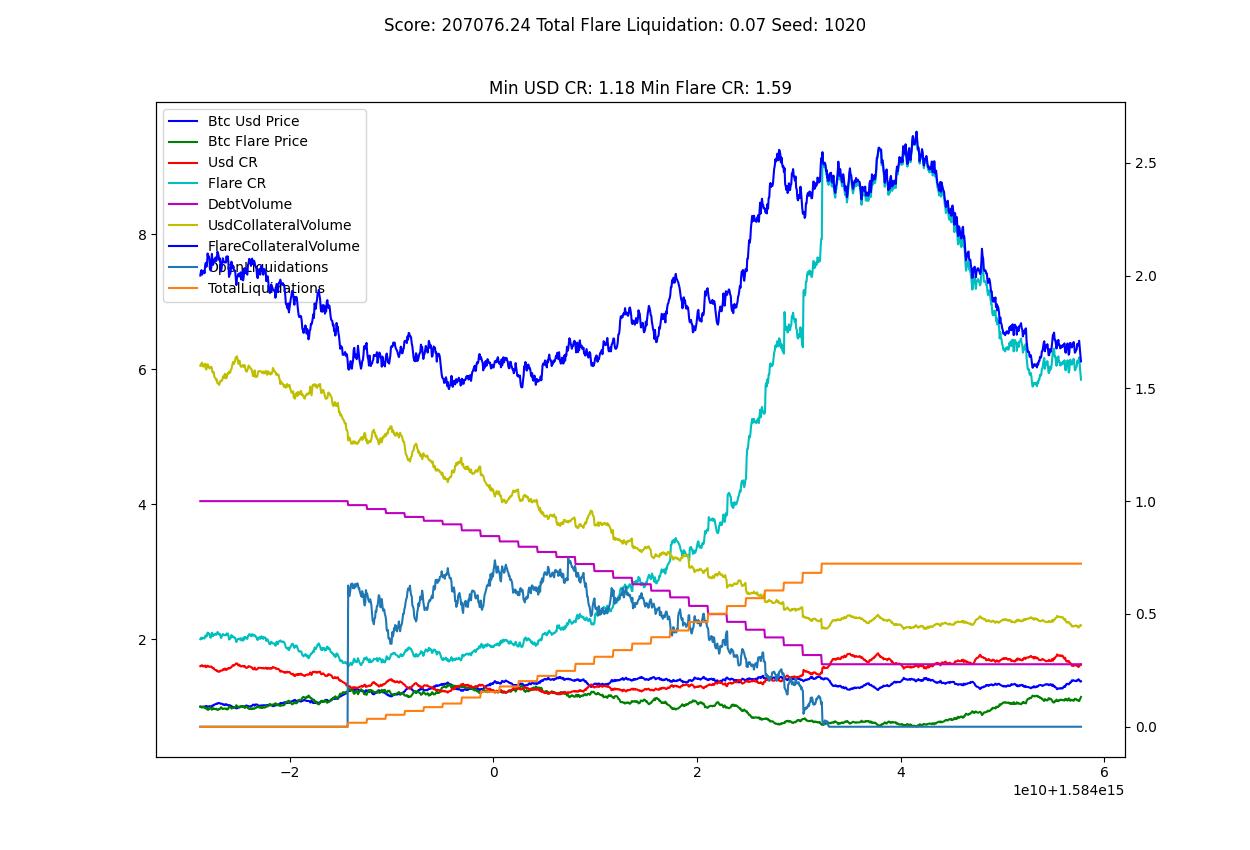 Score: 207076.24 Total Flare Liquidation: 0.07 Seed: 1020
Min USD CR: 1.18 Min Flare CR: 1.59
Btc Usd Price
Btc Flare Price
Usd CR
Flare CR
DebtVolume
UsdCollateralVolume
FlareCollateralVolume
OpenLiquidations
TotalLiquidations
8
6
4
2
2.5
2.0
1.5
1.0
0.5
0.0
−2 0 2 4 6
1e10+1.584e15